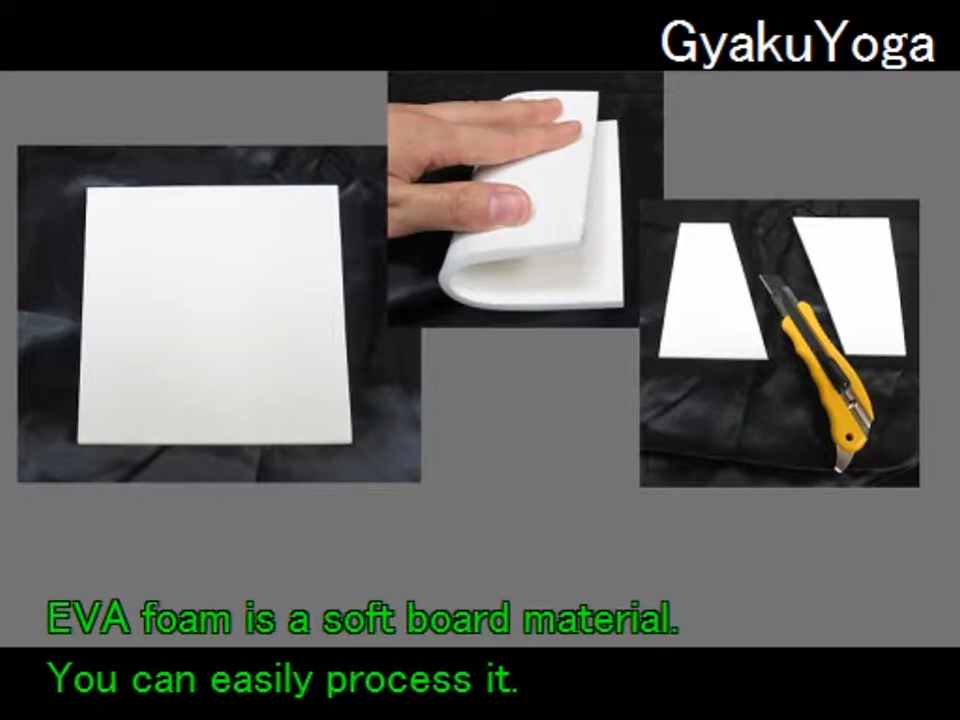 GyakuYoga
EVA foam is a soft board material.
You can easily process it.